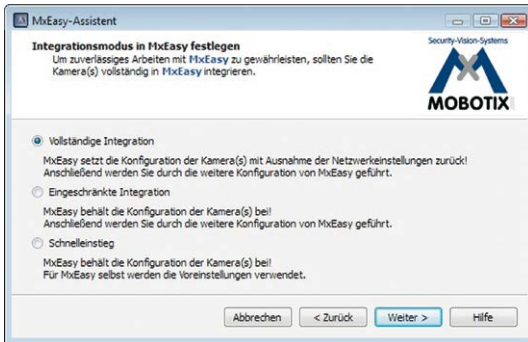 MxEasy-Assistent
Integrationsmodus in MxEasy festlegen
Um zuverlässiges Arbeiten mit MxEasy zu gewährleisten, sollten Sie die
Kamera(s) vollständig in MxEasy integrieren.
Security-Vision-Systems
MOBOTIX
Vollständige Integration
MxEasy setzt die Konfiguration der Kamera(s) mit Ausnahme der Netzwerkeinstellungen zurück!
Anschließend werden Sie durch die weitere Konfiguration von MxEasy geführt.
Eingeschränkte Integration
MxEasy behält die Konfiguration der Kamera(s) bei!
Anschließend werden Sie durch die weitere Konfiguration von MxEasy geführt.
Schnelleinstieg
MxEasy behält die Konfiguration der Kamera(s) bei!
Für MxEasy selbst werden die Voreinstellungen verwendet.
Abbrechen
< Zurück
Weiter >
Hilfe